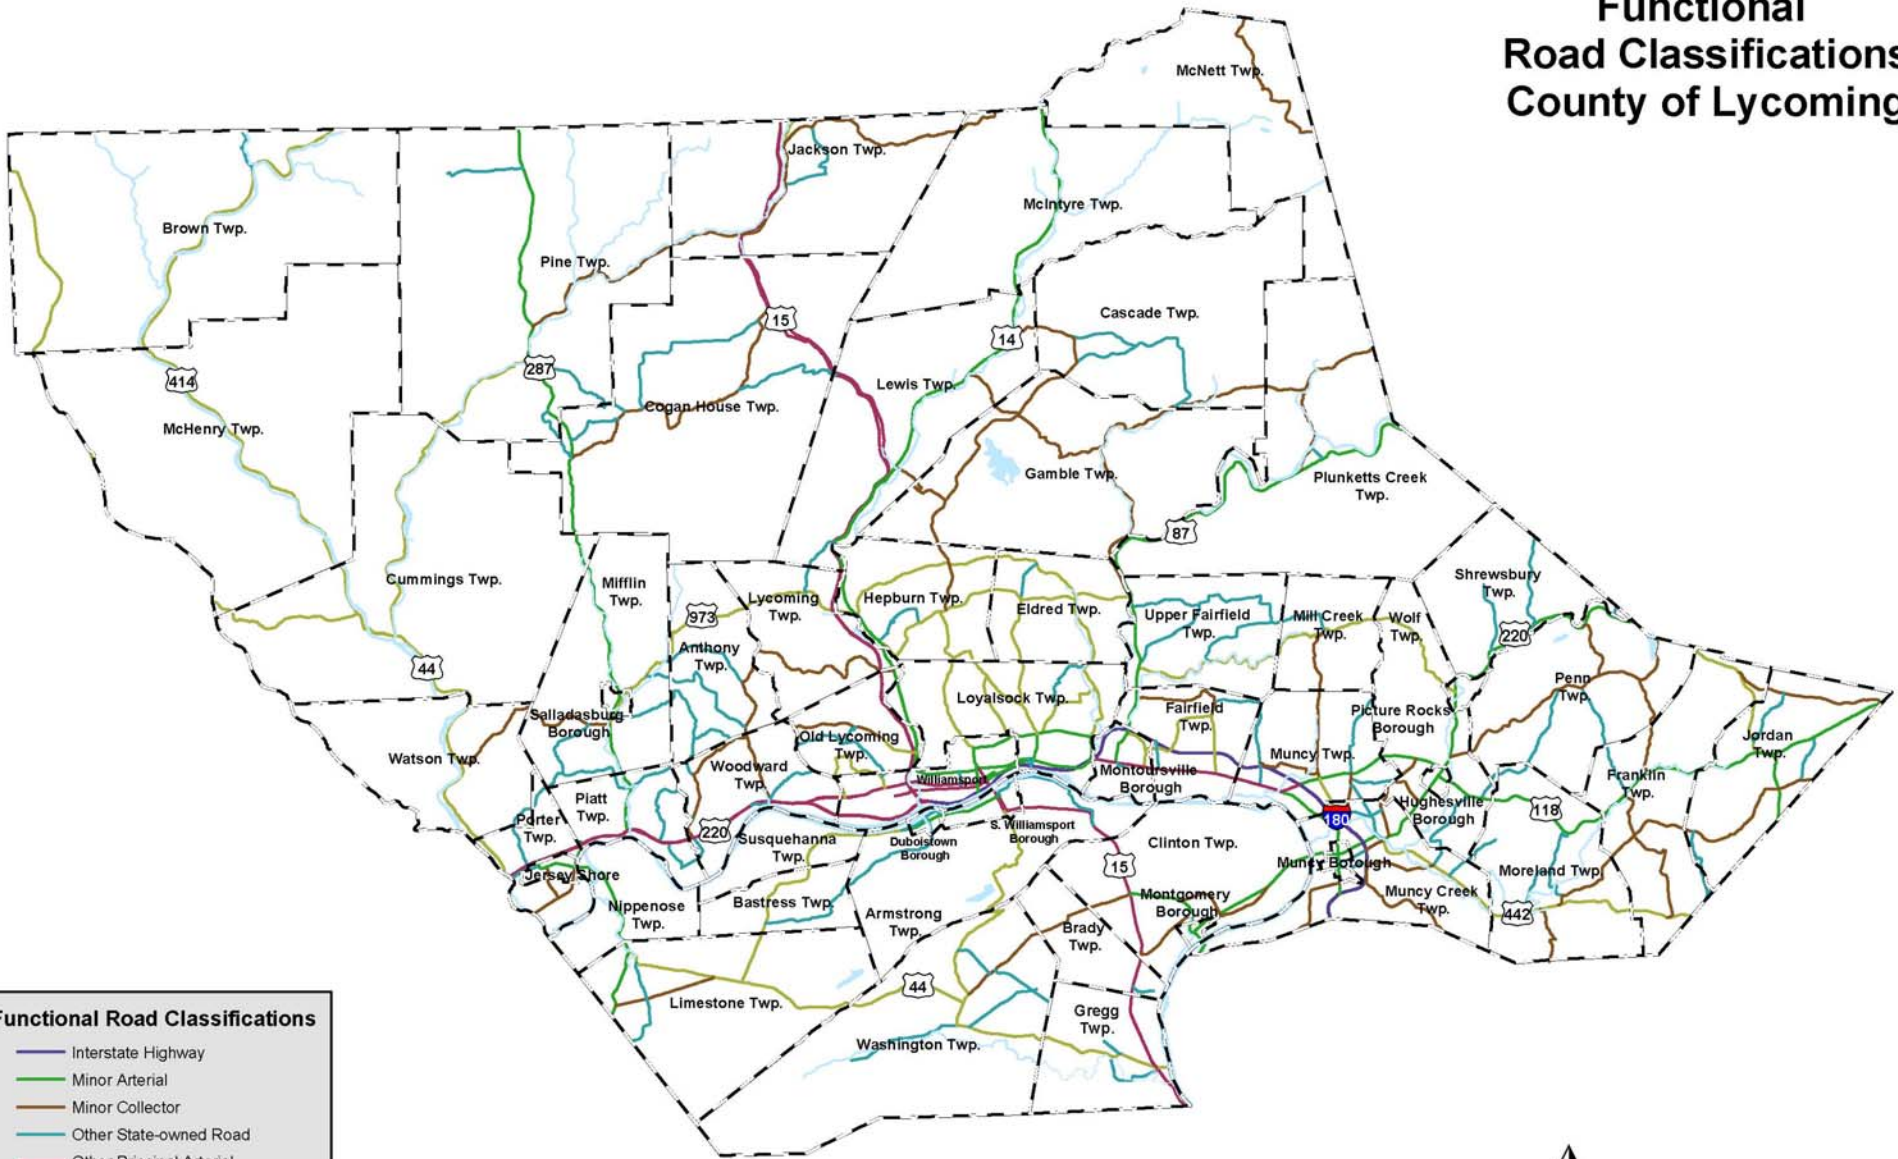 Functional
Road Classifications
County of Lycoming
McNett Twp.
Jackson Twp.
McIntyre Twp.
Brown Twp.
Pine Twp.
Cascade Twp.
15
14
287
414
Lewis Twp.
Cogan House Twp.
McHenry Twp.
Gamble Twp.
Plunketts Creek
Twp.
87
Cummings Twp.
Mifflin
Twp.
Shrewsbury
Twp.
Lycoming
Twp.
Hepburn Twp.
Eldred Twp.
973
Upper Fairfield
Twp.
Mill Creek
Twp.
Wolf
Twp.
220
Anthony
Twp.
44
Penn
Twp.
Loyalsock Twp.
Salladasburg
Borough
Fairfield
Twp.
Picture Rocks
Borough
Jordan
Twp.
Old Lycoming
Twp.
Watson Twp.
Muncy Twp.
Woodward
Twp.
Montoursville
Borough
Williamsport
Franklin
Twp.
Piatt
Twp.
Hughesville
Borough
118
Porter
Twp.
180
220
S. Williamsport
Borough
Susquehanna
Twp.
Duboistown
Borough
Clinton Twp.
Muncy Borough
15
Moreland Twp.
Jersey Shore
Muncy Creek
Twp.
Montgomery
Borough
Bastress Twp.
Nippenose
Twp.
Armstrong
Twp.
442
Brady
Twp.
44
Limestone Twp.
Gregg
Twp.
Washington Twp.
Functional Road Classifications
Interstate Highway
Minor Arterial
Minor Collector
Other State-owned Road
Other Principal Arterial